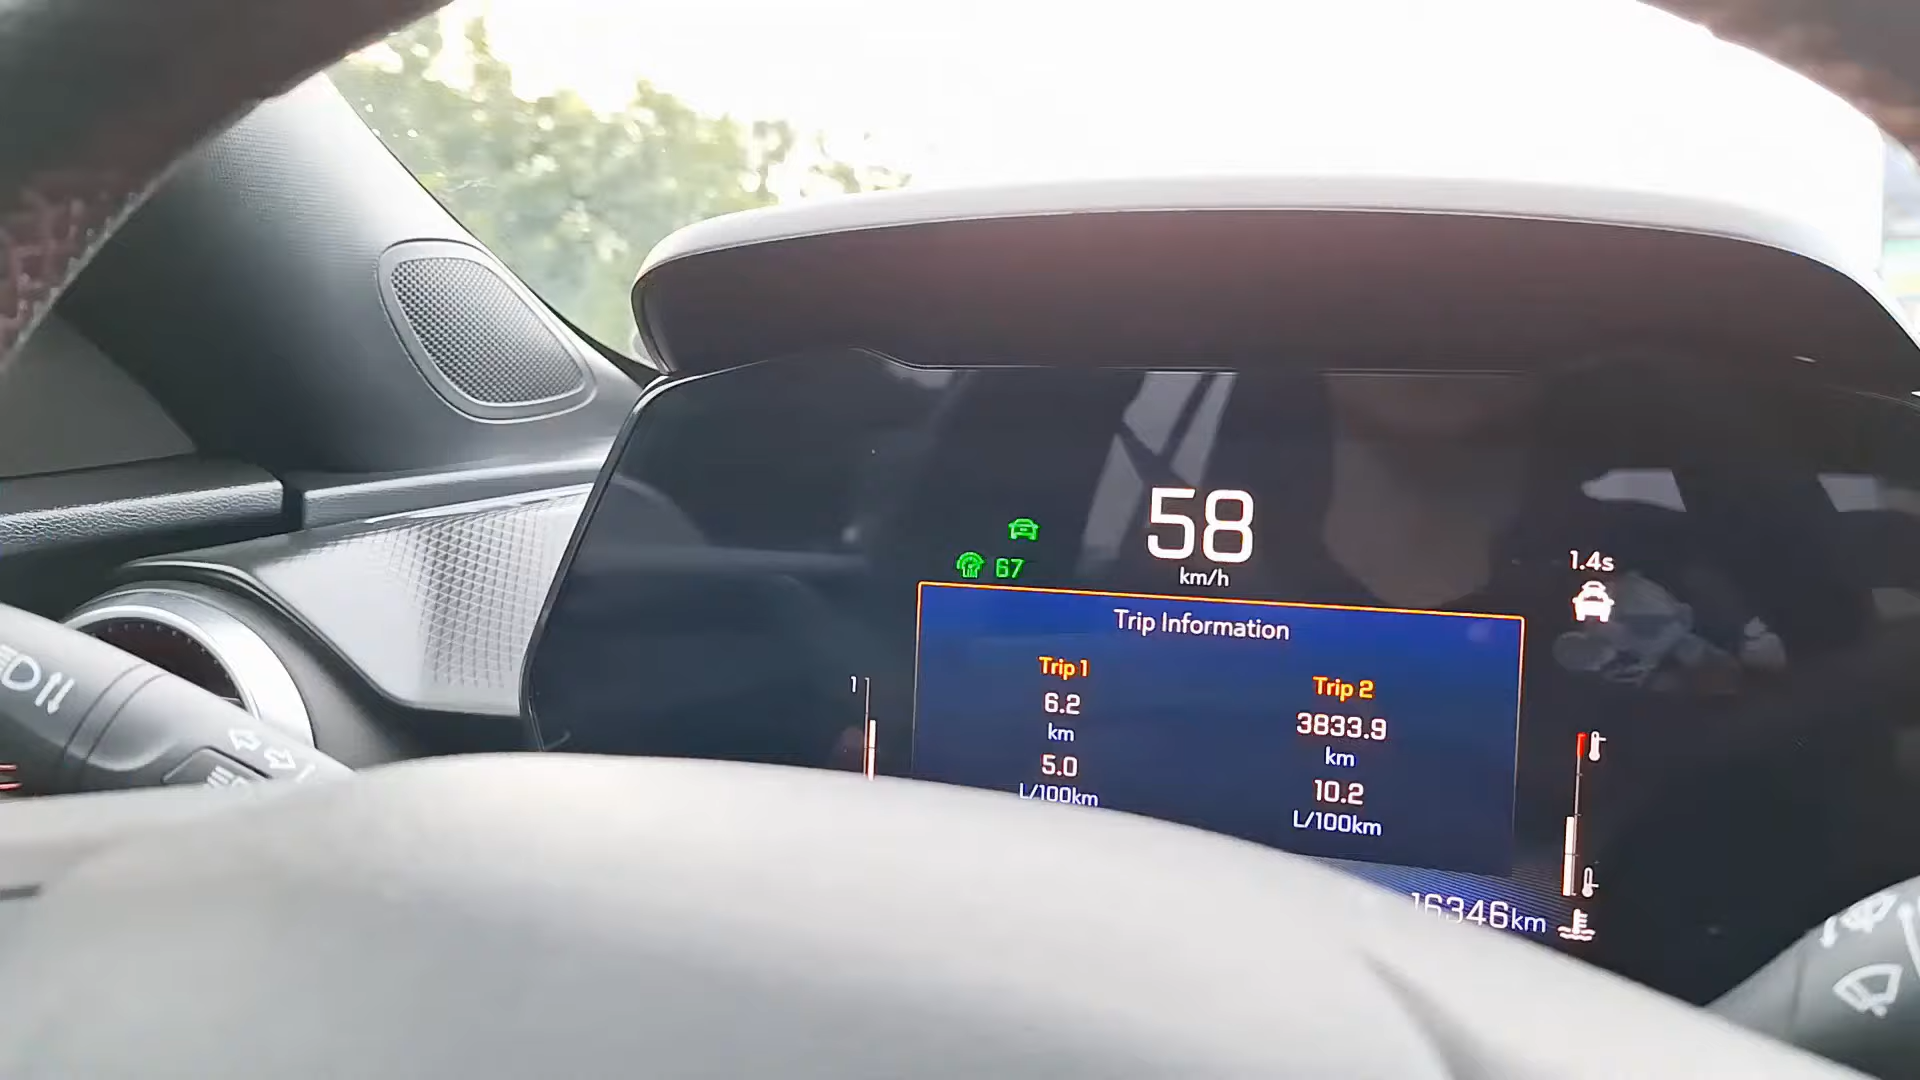 58
km/h
67
1.4s
Trip Information
Trip 1
6.2
km
5.0
L/100km
Trip 2
3833.9
km
10.2
L/100km
1
16346km